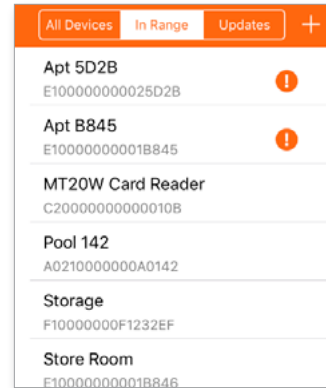 All Devices In Range Updates +
Apt 5D2B
E100000000025D2B
Apt B845
E10000000001B845
MT20W Card Reader
C20000000000010B
Pool 142
A0210000000A0142
Storage
F10000000F1232EF
Store Room
E10000000001B846